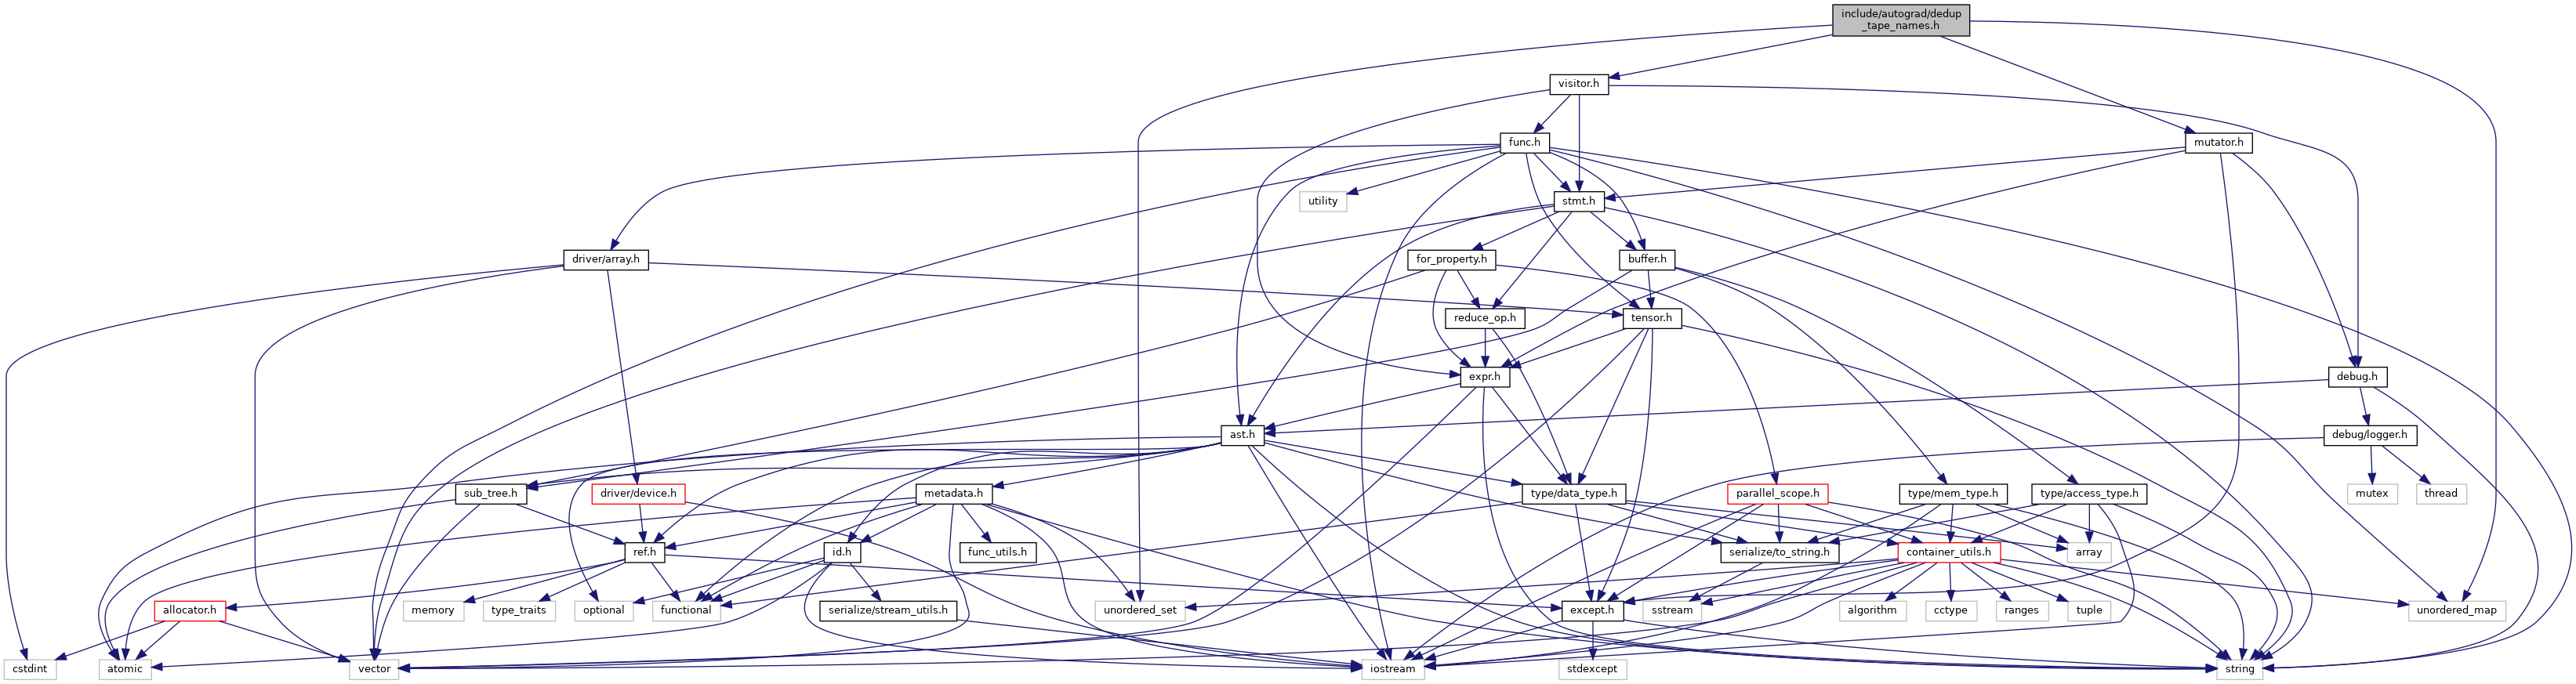 include/autograd/dedup
_tape_names.h
visitor.h
func.h
mutator.h
utility
stmt.h
driver/array.h
for_property.h
buffer.h
reduce_op.h
tensor.h
expr.h
debug.h
ast.h
debug/logger.h
sub_tree.h
driver/device.h
metadata.h
type/data_type.h
parallel_scope.h
type/mem_type.h
type/access_type.h
mutex
thread
ref.h
id.h
func_utils.h
serialize/to_string.h
container_utils.h
array
allocator.h
memory
type_traits
optional
functional
serialize/stream_utils.h
unordered_set
except.h
sstream
algorithm
cctype
ranges
tuple
unordered_map
cstdint
atomic
vector
iostream
stdexcept
string